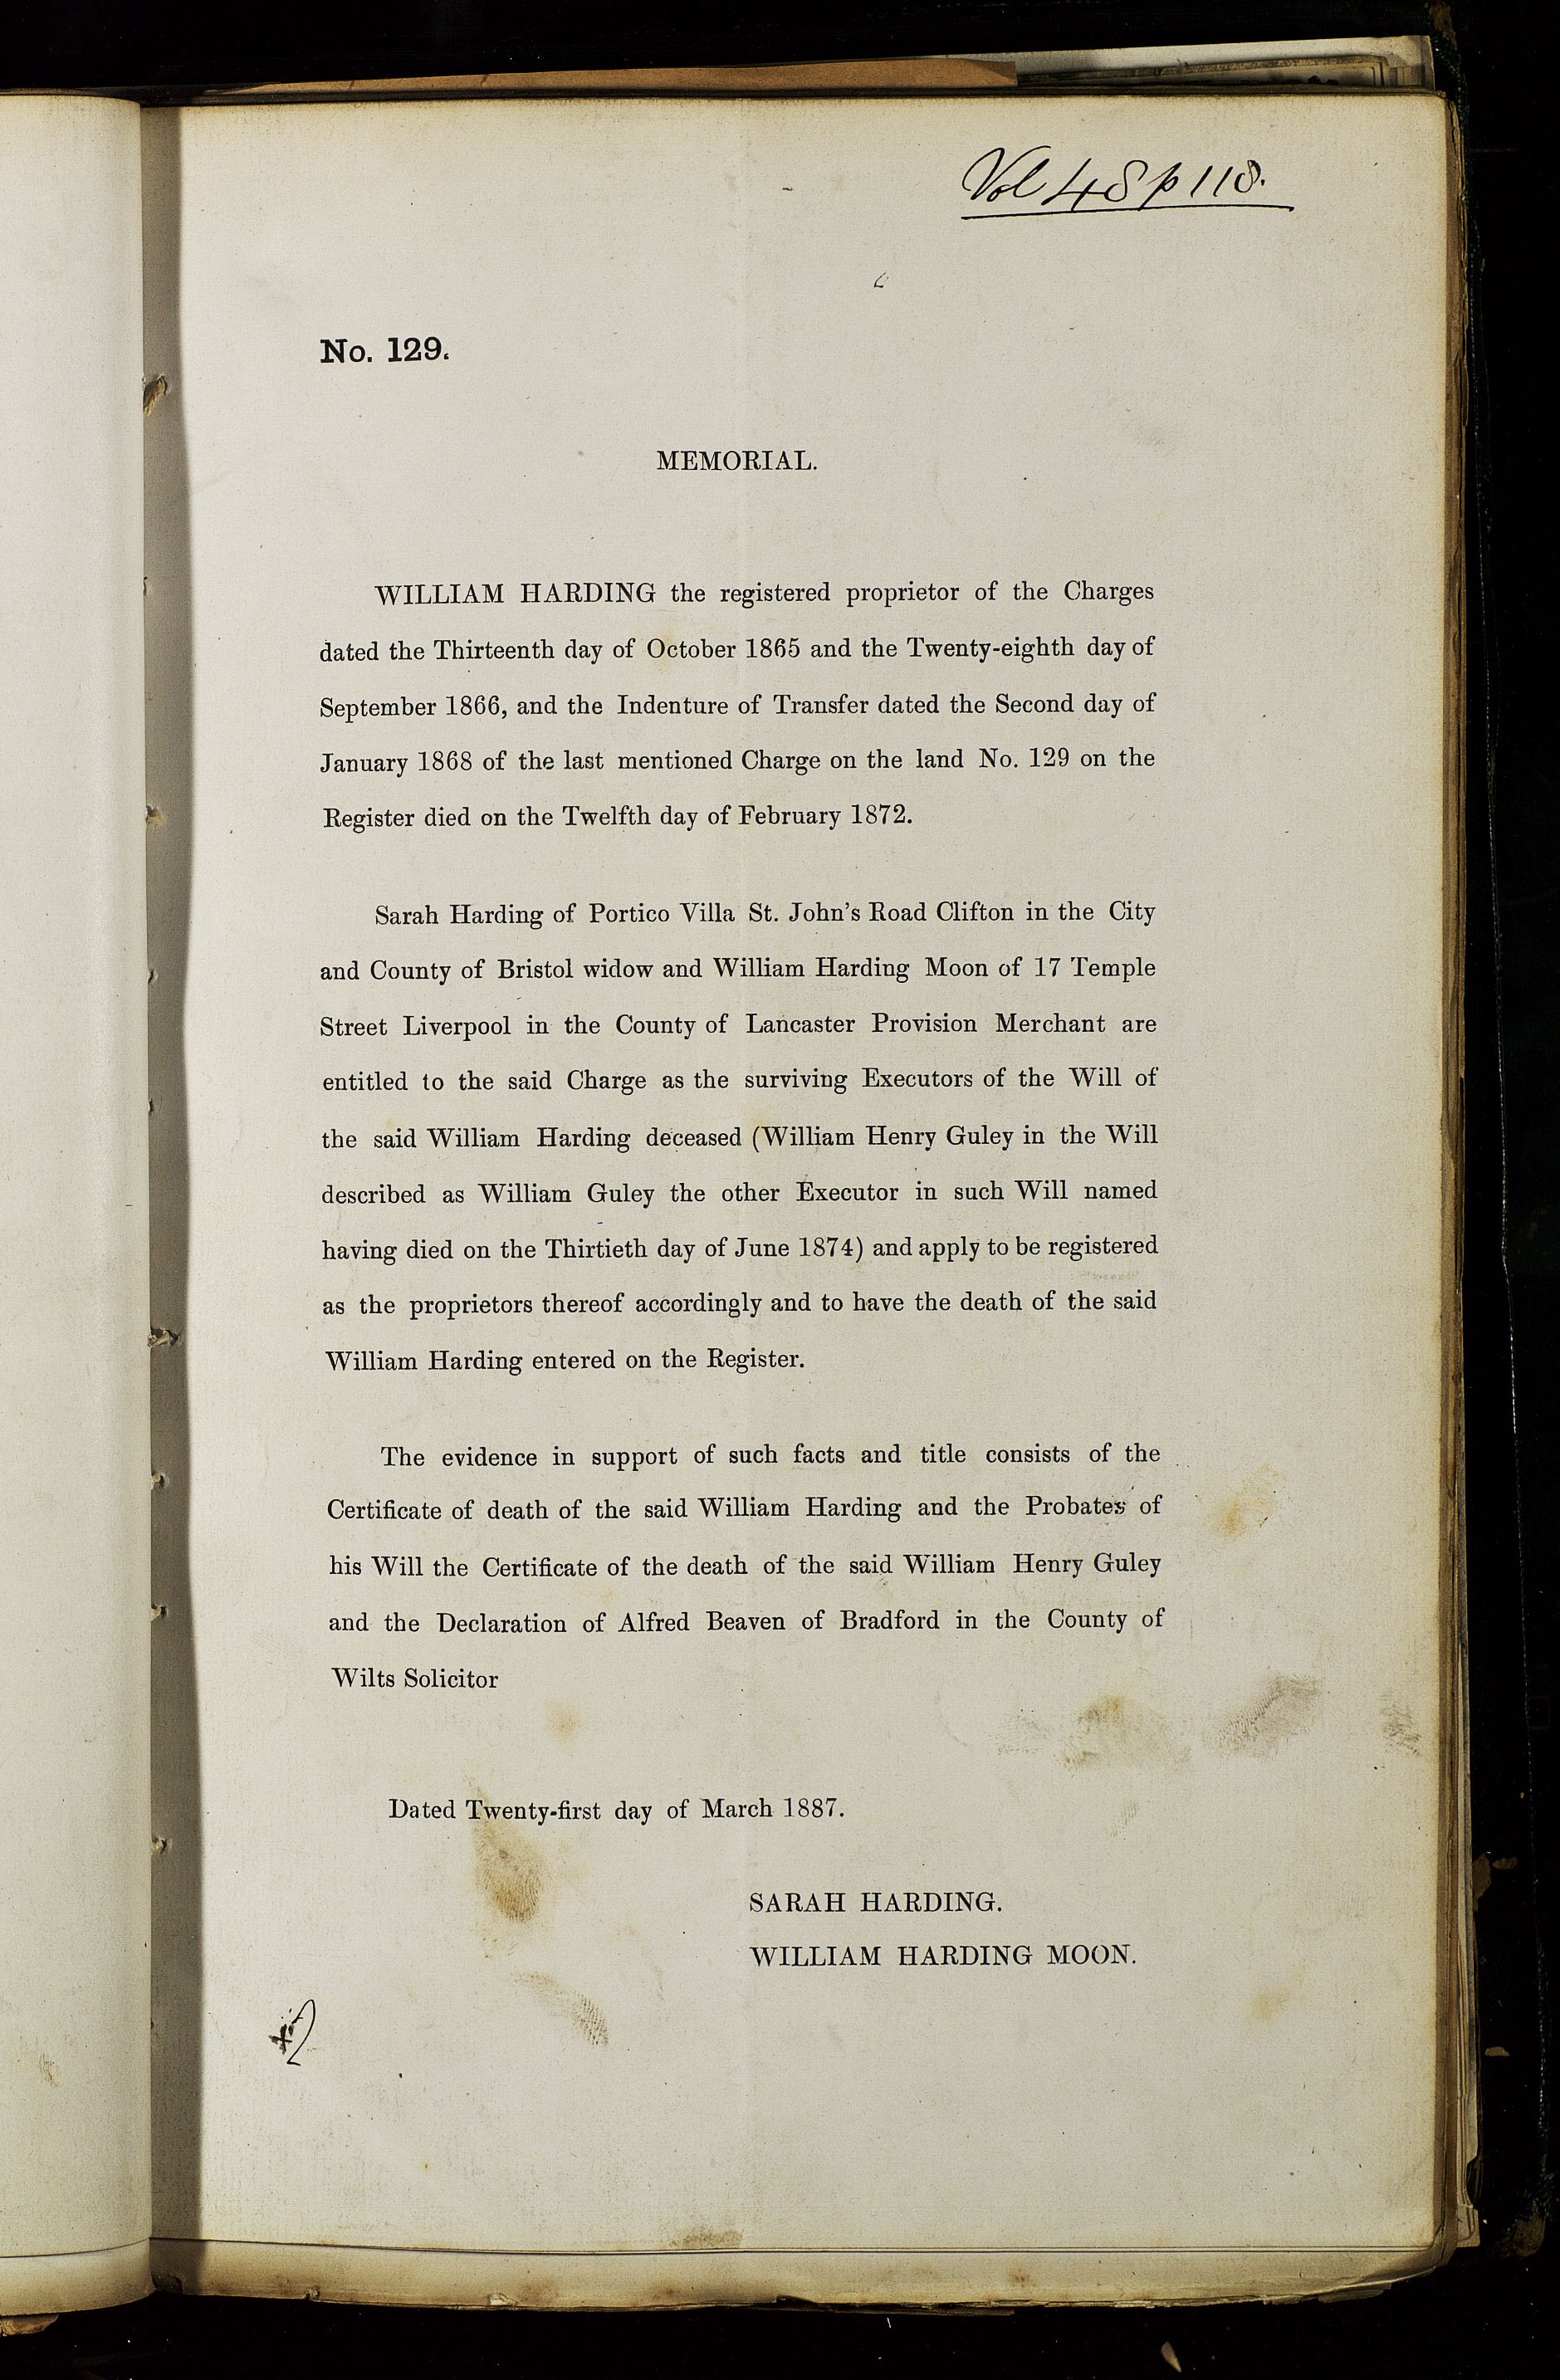 Vol 48 p 118.
No. 129.
MEMORIAL.
WILLIAM HARDING the registered proprietor of the Charges
dated the Thirteenth day of October 1865 and the Twenty-eighth day of
September 1866, and the Indenture of Transfer dated the Second day of
January 1868 of the last mentioned Charge on the land No. 129 on the
Register died on the Twelfth day of February 1872.
Sarah Harding of Portico Villa St. John's Road Clifton in the City
and County of Bristol widow and William Harding Moon of 17 Temple
Street Liverpool in the County of Lancaster Provision Merchant are
entitled to the said Charge as the surviving Executors of the Will of
the said William Harding deceased (William Henry Guley in the Will
described as William Guley the other Executor in such Will named
having died on the Thirtieth day of June 1874) and apply to be registered
as the proprietors thereof accordingly and to have the death of the said
William Harding entered on the Register.
The evidence in support of such facts and title consists of the
Certificate of death of the said William Harding and the Probates of
his Will the Certificate of the death of the said William Henry Guley
and the Declaration of Alfred Beaven of Bradford in the County of
Wilts Solicitor
Dated Twenty-first day of March 1887.
SARAH HARDING.
WILLIAM HARDING MOON.